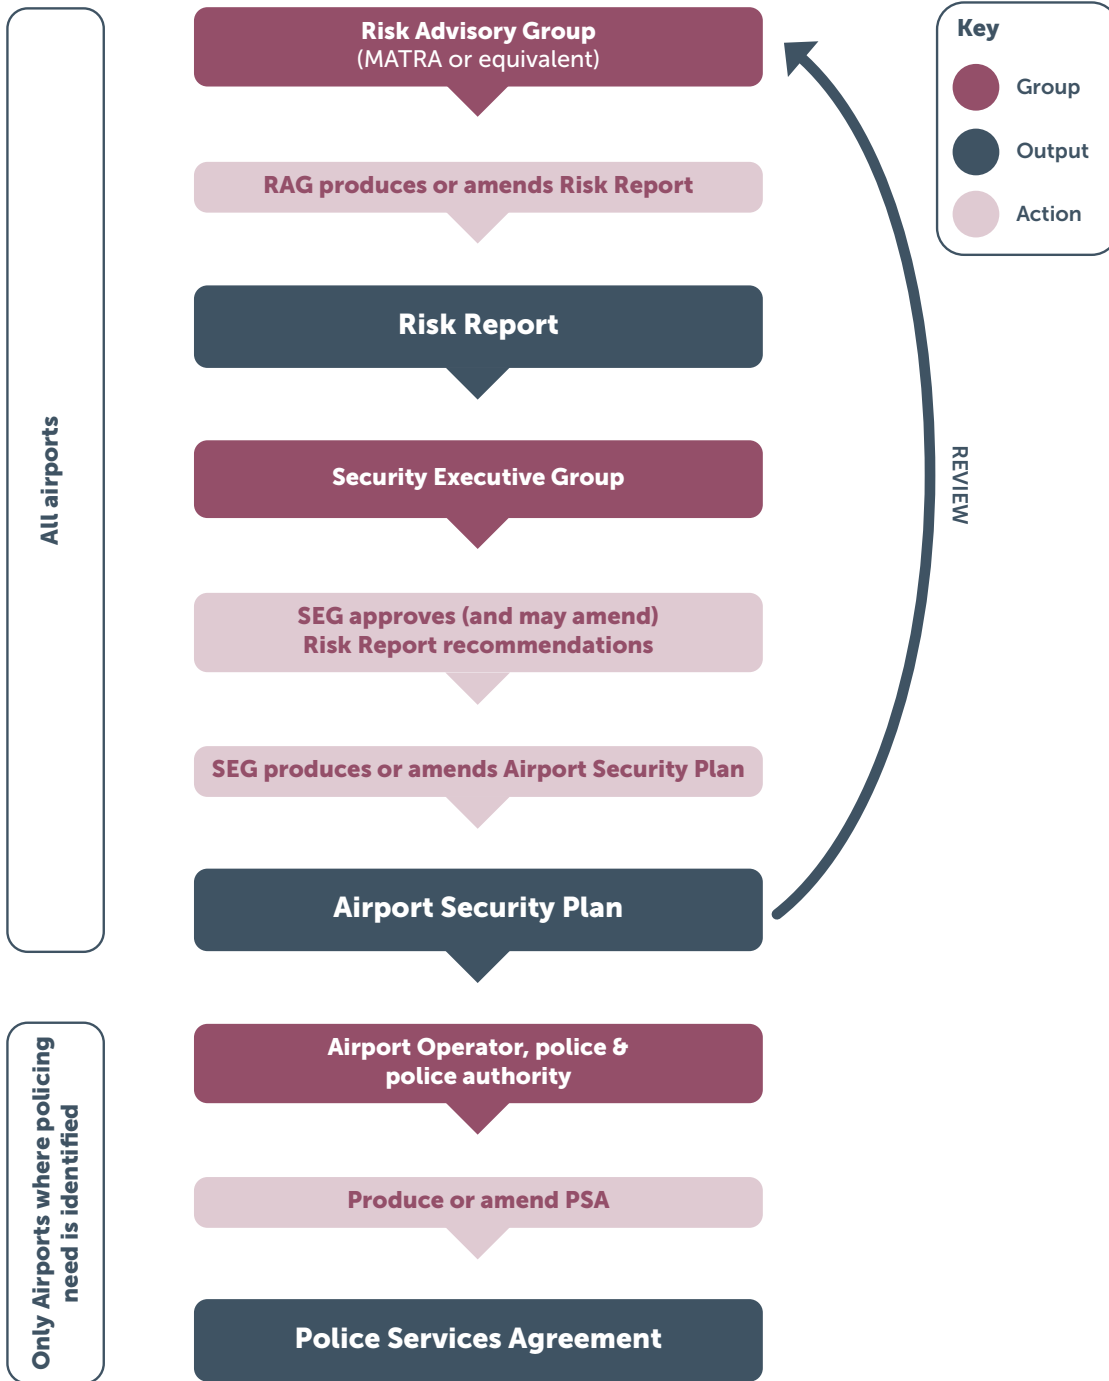 Risk Advisory Group
(MATRA or equivalent)
Key
Group
Output
Action
RAG produces or amends Risk Report
Risk Report
All airports
Security Executive Group
REVIEW
SEG approves (and may amend)
Risk Report recommendations
SEG produces or amends Airport Security Plan
Airport Security Plan
Only Airports where policing
need is identified
Airport Operator, police &
police authority
Produce or amend PSA
Police Services Agreement